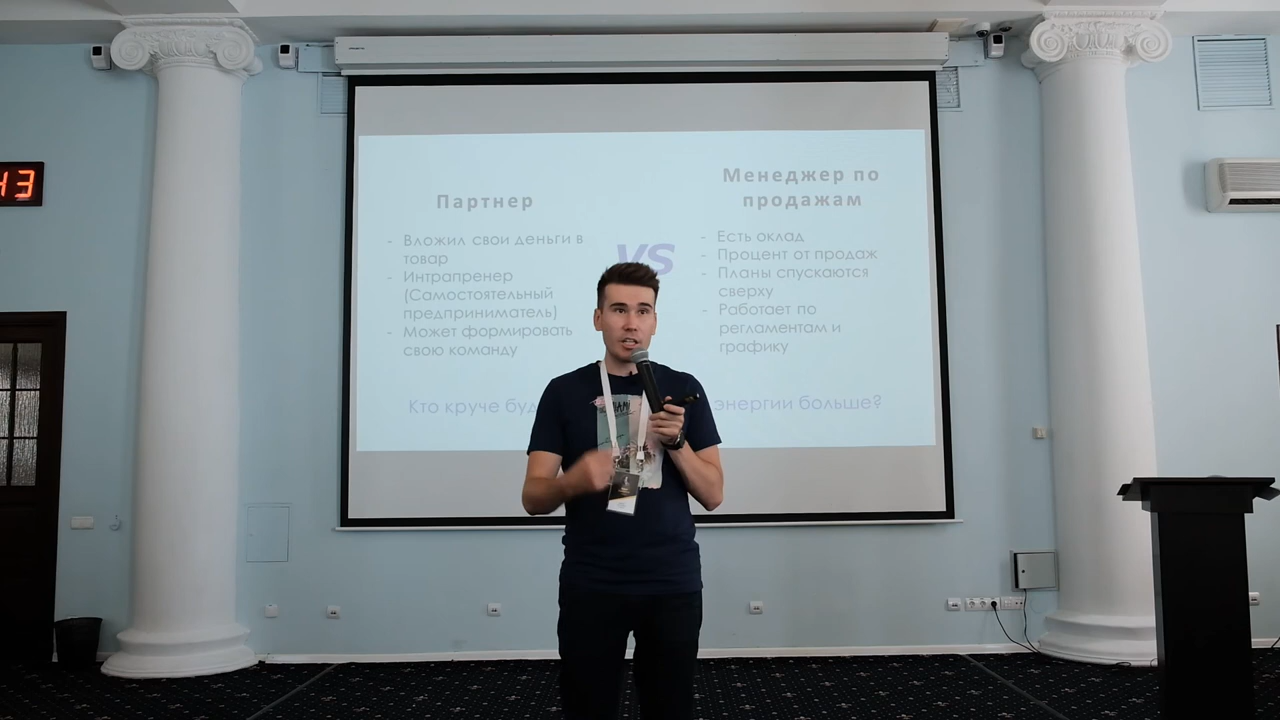 43
Партнер
- Вложил свои деньги в
товар
- Интрапренер
(Самостоятельный
предприниматель)
- Может формировать
свою команду
VS
Менеджер по
продажам
- Есть оклад
- Процент от продаж
- Планы спускаются
сверху
- Работает по
регламентам и
графику
Кто круче
энергии больше?